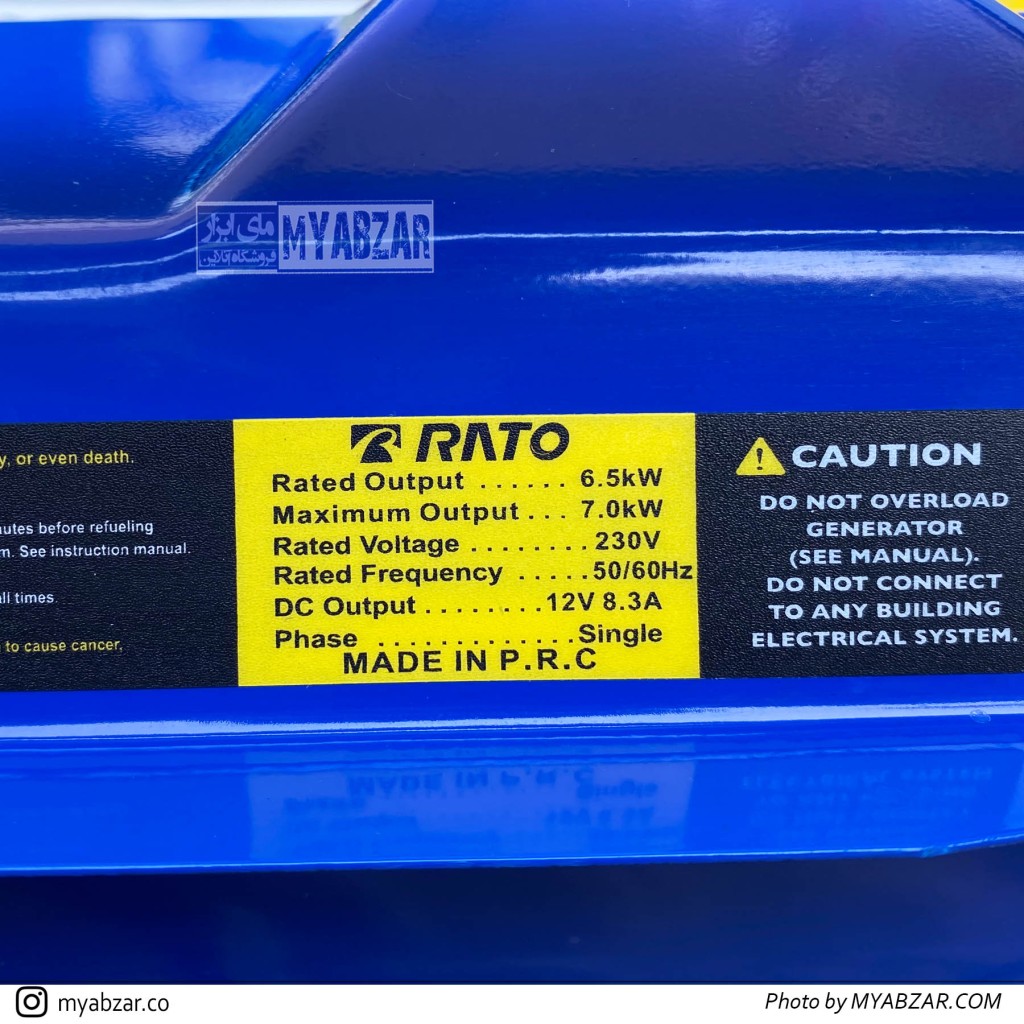 مای ابزار
فروشگاه آنلاین
MYABZAR
y, or even death.
utes before refueling
m. See instruction manual.
all times.
to cause cancer,
RATO
Rated Output ...... 6.5kW
Maximum Output ... 7.0kW
Rated Voltage ........ 230V
Rated Frequency .....50/60Hz
DC Output ........12V 8.3A
Phase .............Single
MADE IN P.R.C
CAUTION
DO NOT OVERLOAD
GENERATOR
(SEE MANUAL).
DO NOT CONNECT
TO ANY BUILDING
ELECTRICAL SYSTEM.
myabzar.co
Photo by MYABZAR.COM